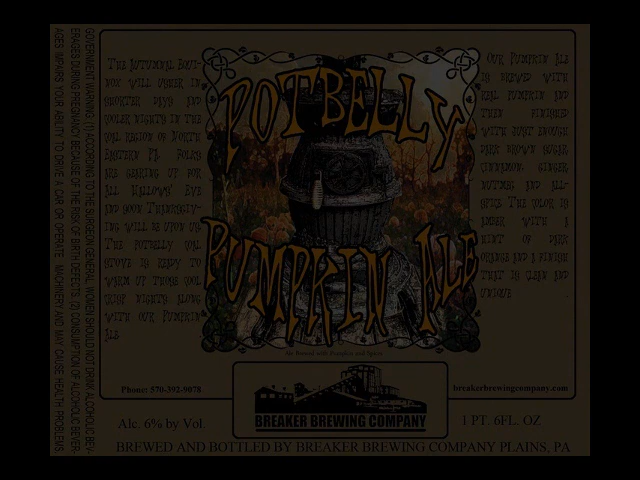 GOVERNMENT WARNING: (1) ACCORDING TO THE SURGEON GENERAL, WOMEN SHOULD NOT DRINK ALCOHOLIC BEV-
ERAGES DURING PREGNANCY BECAUSE OF THE RISK OF BIRTH DEFECTS. (2) CONSUMPTION OF ALCOHOLIC BEVER-
AGES IMPAIRS YOUR ABILITY TO DRIVE A CAR OR OPERATE MACHINERY AND MAY CAUSE HEALTH PROBLEMS.
The Autumnal Equi-
nox will usher in
shorter days and
cooler nights in the
coal region of North
Eastern PA. Folks
are gearing up for
All Hallows' Eve
and soon Thanksgiv-
ing will be upon us.
The potbelly coal
stove is ready to
warm up those cool
crisp nights along
with our Pumpkin
Ale.
POTBELLY
PUMPKIN ALE
Ale Brewed with Pumpkin and Spices
Our Pumpkin Ale
is brewed with
real pumpkin and
then finished
with just enough
dark brown sugar,
cinnamon, ginger,
nutmeg and all-
spice. The color is
amber with a
hint of dark
orange and a finish
that is clean and
unique.
Phone: 570-392-9078
breakerbrewingcompany.com
BREAKER BREWING COMPANY
Alc. 6% by Vol.
1 PT. 6FL. OZ
BREWED AND BOTTLED BY BREAKER BREWING COMPANY PLAINS, PA